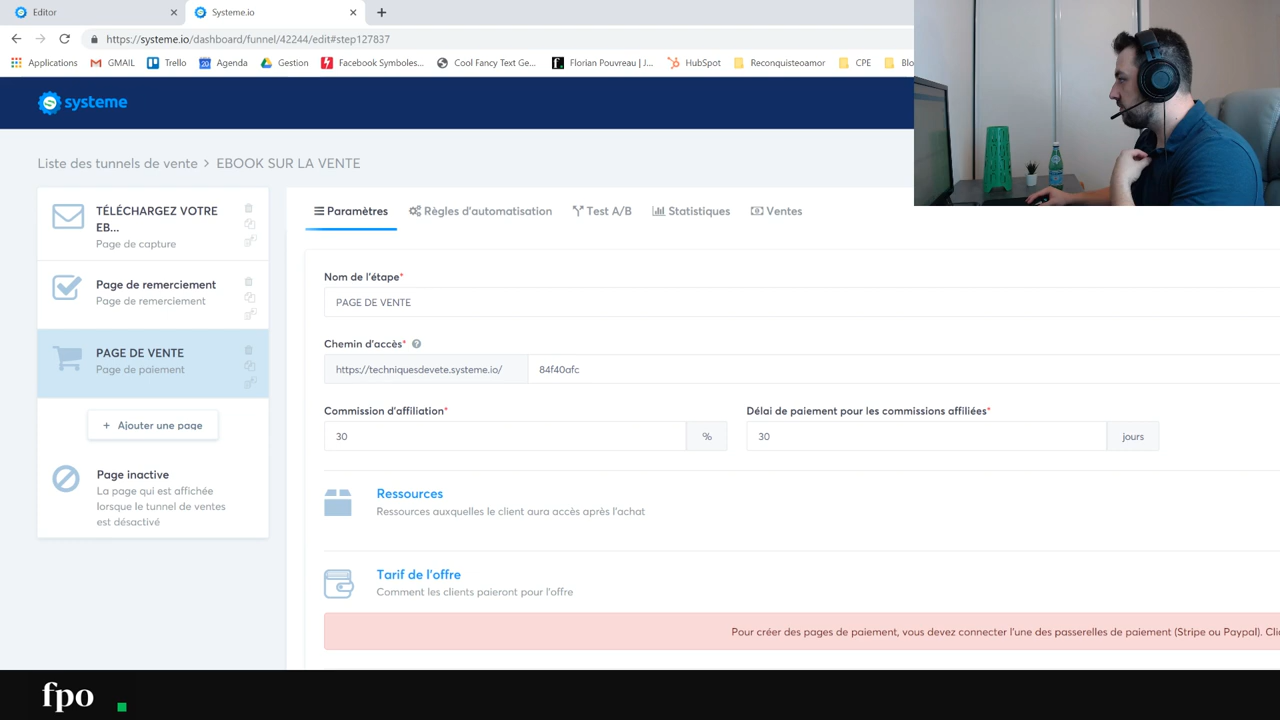 Editor
Systeme.io
https://systeme.io/dashboard/funnel/42244/edit#step127837
Applications
GMAIL
Trello
Agenda
Gestion
Facebook Symboles...
Cool Fancy Text Ge...
Florian Pouvreau | J...
HubSpot
Reconquisteoamor
CPE
Blo
systeme
Liste des tunnels de vente > EBOOK SUR LA VENTE
TÉLÉCHARGEZ VOTRE
EB...
Page de capture
Page de remerciement
Page de remerciement
PAGE DE VENTE
Page de paiement
+ Ajouter une page
Page inactive
La page qui est affichée
lorsque le tunnel de ventes
est désactivé
Paramètres
Règles d'automatisation
Test A/B
Statistiques
Ventes
Nom de l'étape*
PAGE DE VENTE
Chemin d'accès*
https://techniquesdevete.systeme.io/
84f40afc
Commission d'affiliation*
Délai de paiement pour les commissions affiliées*
30
%
30
jours
Ressources
Ressources auxquelles le client aura accès après l'achat
Tarif de l'offre
Comment les clients paieront pour l'offre
Pour créer des pages de paiement, vous devez connecter l'une des passerelles de paiement (Stripe ou Paypal). Cli
fpo